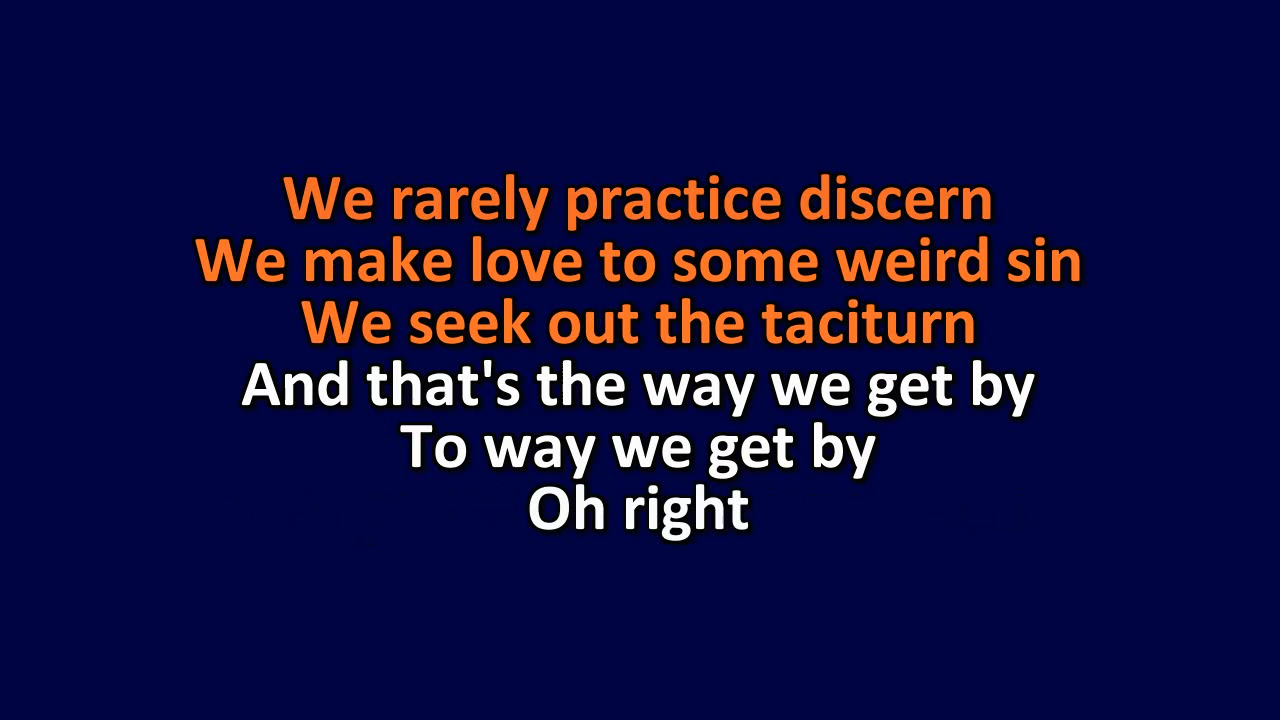 We rarely practice discern
We make love to some weird sin
We seek out the taciturn
And that's the way we get by
To way we get by
Oh right